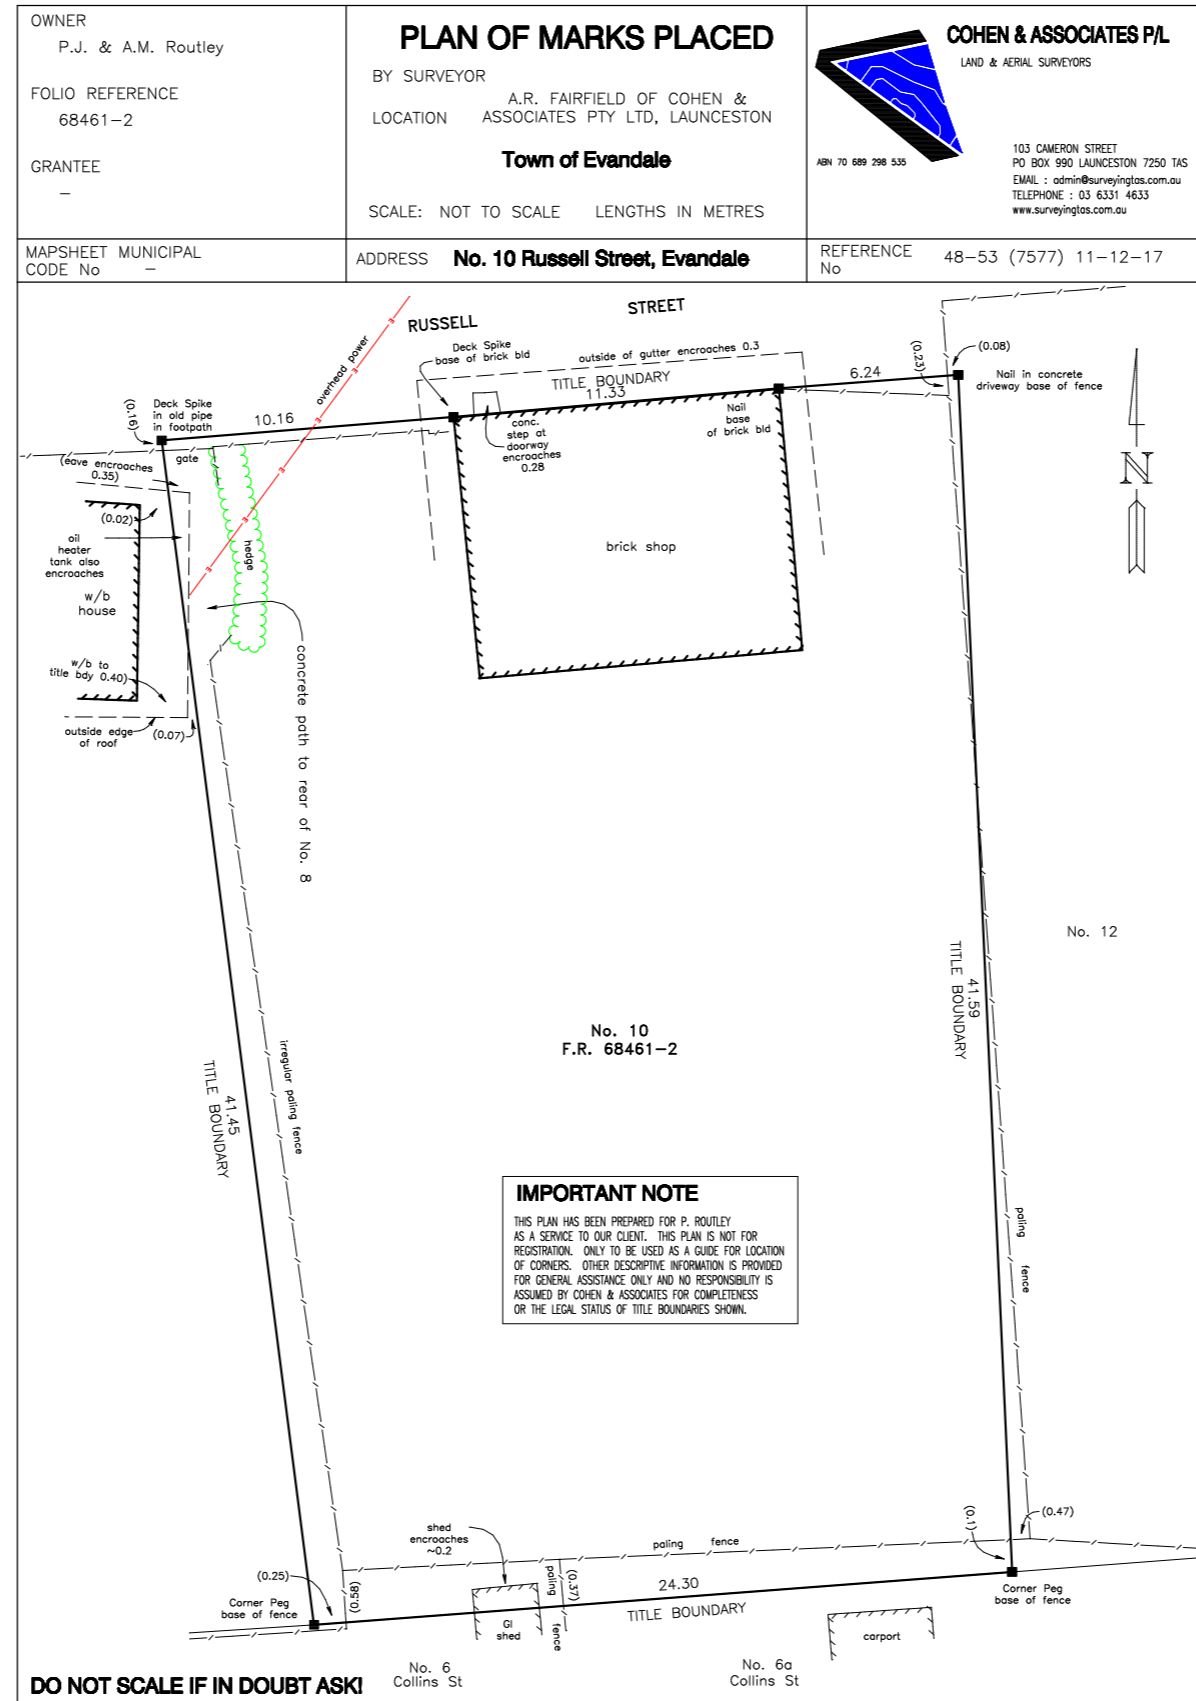 OWNER
P.J. & A.M. Routley
FOLIO REFERENCE
68461-2
GRANTEE
-
PLAN OF MARKS PLACED
BY SURVEYOR
A.R. FAIRFIELD OF COHEN &
LOCATION ASSOCIATES PTY LTD, LAUNCESTON
Town of Evandale
SCALE: NOT TO SCALE LENGTHS IN METRES
COHEN & ASSOCIATES P/L
LAND & AERIAL SURVEYORS
ABN 70 689 298 535
103 CAMERON STREET
PO BOX 990 LAUNCESTON 7250 TAS
EMAIL : admin@surveyingtas.com.au
TELEPHONE : 03 6331 4633
www.surveyingtas.com.au
MAPSHEET MUNICIPAL
CODE No -
ADDRESS No. 10 Russell Street, Evandale
REFERENCE
No
48-53 (7577) 11-12-17
RUSSELL STREET
overhead power
E
E
E
E
E
E
Deck Spike
base of brick bld
outside of gutter encroaches 0.3
TITLE BOUNDARY
11.33
6.24
(0.23)
(0.08)
Nail in concrete
driveway base of fence
Deck Spike
in old pipe
in footpath
(0.16)
10.16
gate
(eave encroaches
0.35)
(0.02)
oil
heater
tank also
encroaches
w/b
house
w/b to
title bdy 0.40)
outside edge
of roof
(0.07)
hedge
concrete path to rear of No. 8
conc.
step at
doorway
encroaches
0.28
Nail
base
of brick bld
brick shop
N
No. 12
TITLE BOUNDARY
41.59
No. 10
F.R. 68461-2
irregular paling fence
41.45
TITLE BOUNDARY
IMPORTANT NOTE
THIS PLAN HAS BEEN PREPARED FOR P. ROUTLEY
AS A SERVICE TO OUR CLIENT. THIS PLAN IS NOT FOR
REGISTRATION. ONLY TO BE USED AS A GUIDE FOR LOCATION
OF CORNERS. OTHER DESCRIPTIVE INFORMATION IS PROVIDED
FOR GENERAL ASSISTANCE ONLY AND NO RESPONSIBILITY IS
ASSUMED BY COHEN & ASSOCIATES FOR COMPLETENESS
OR THE LEGAL STATUS OF TITLE BOUNDARIES SHOWN.
paling fence
(0.1)
(0.47)
shed
encroaches
~0.2
paling fence
(0.25)
(0.58)
(0.37)
paling fence
24.30
TITLE BOUNDARY
Corner Peg
base of fence
Corner Peg
base of fence
GI
shed
carport
No. 6
Collins St
No. 6a
Collins St
DO NOT SCALE IF IN DOUBT ASK!